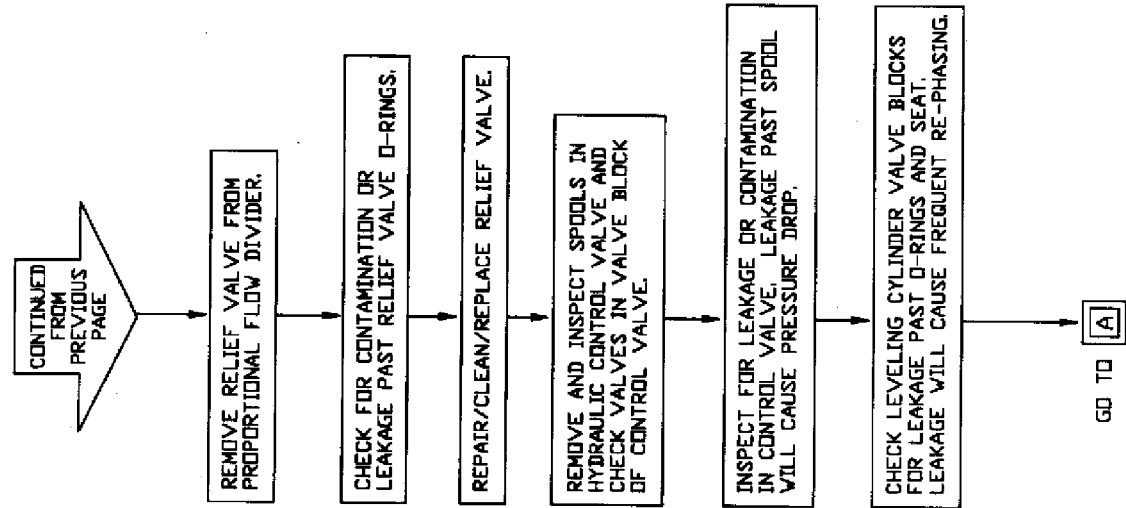 CONTINUED
FROM
PREVIOUS
PAGE
REMOVE RELIEF VALVE FROM
PROPORTIONAL FLOW DIVIDER.
CHECK FOR CONTAMINATION OR
LEAKAGE PAST RELIEF VALVE O-RINGS.
REPAIR/CLEAN/REPLACE RELIEF VALVE.
REMOVE AND INSPECT SPOOLS IN
HYDRAULIC CONTROL VALVE AND
CHECK VALVES IN VALVE BLOCK
OF CONTROL VALVE.
INSPECT FOR LEAKAGE OR CONTAMINATION
IN CONTROL VALVE. LEAKAGE PAST SPOOL
WILL CAUSE PRESSURE DROP.
CHECK LEVELING CYLINDER VALVE BLOCKS
FOR LEAKAGE PAST O-RINGS AND SEAT.
LEAKAGE WILL CAUSE FREQUENT RE-PHASING.
GO TO A